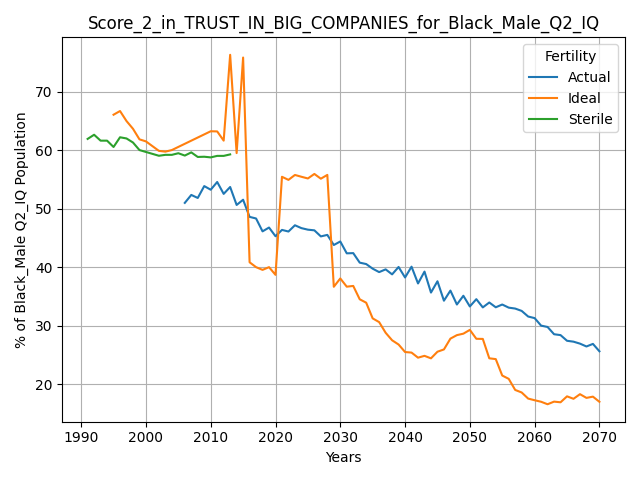 Score_2_in_TRUST_IN_BIG_COMPANIES_for_Black_Male_Q2_IQ
Fertility
Actual
Ideal
Sterile
% of Black_Male Q2_IQ Population
70
60
50
40
30
20
1990 2000 2010 2020 2030 2040 2050 2060 2070
Years